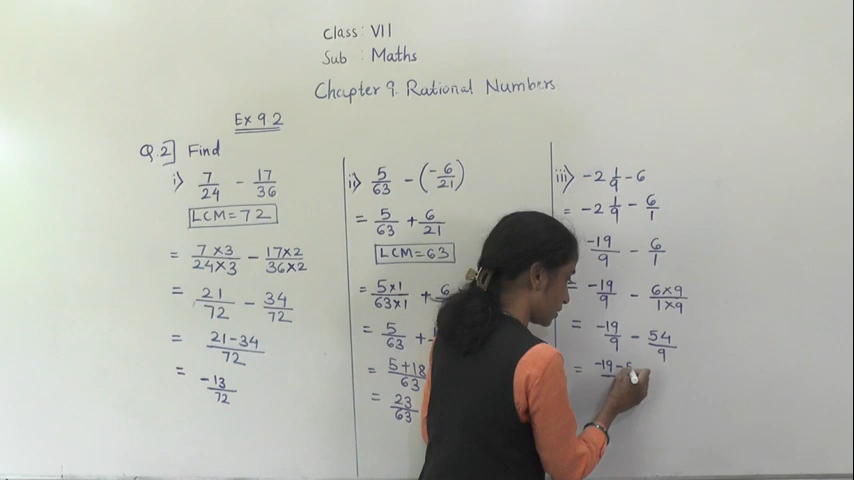 Class : VII
Sub : Maths
Chapter 9. Rational Numbers
Ex 9.2
Q.2] Find
i) 7/24 - 17/36
LCM = 72
= 7×3/24×3 - 17×2/36×2
= 21/72 - 34/72
= 21-34/72
= -13/72
ii) 5/63 - (-6/21)
= 5/63 + 6/21
LCM = 63
= 5×1/63×1 + 6
= 5/63 +
= 5+18/63
= 23/63
iii) -2 1/9 - 6
= -2 1/9 - 6/1
-19/9 - 6/1
= -19/9 - 6×9/1×9
= -19/9 - 54/9
= -19-